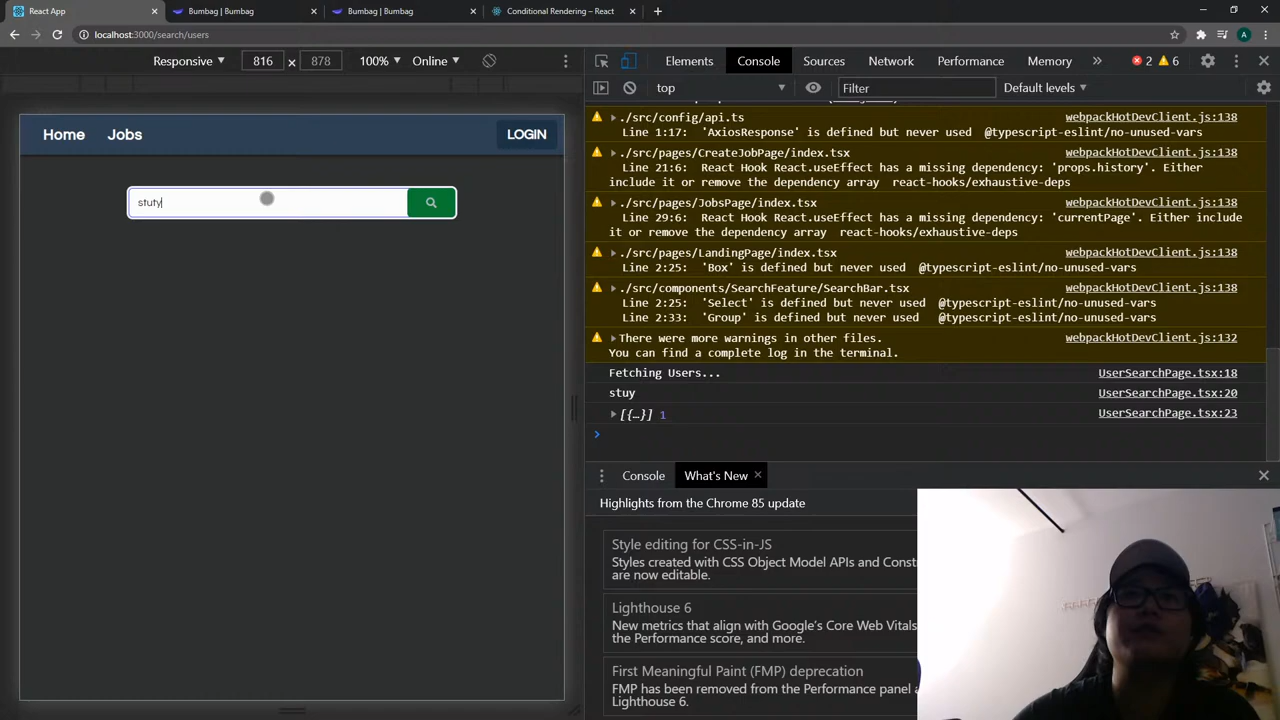 React App
Bumbag | Bumbag
Bumbag | Bumbag
Conditional Rendering – React
localhost:3000/search/users
A
Responsive
816
878
100%
Online
Elements
Console
Sources
Network
Performance
Memory
2
6
top
Filter
Default levels
Home
Jobs
LOGIN
stuty
./src/config/api.ts
webpackHotDevClient.js:138
Line 1:17: 'AxiosResponse' is defined but never used @typescript-eslint/no-unused-vars
./src/pages/CreateJobPage/index.tsx
webpackHotDevClient.js:138
Line 21:6: React Hook React.useEffect has a missing dependency: 'props.history'. Either
include it or remove the dependency array react-hooks/exhaustive-deps
./src/pages/JobsPage/index.tsx
webpackHotDevClient.js:138
Line 29:6: React Hook React.useEffect has a missing dependency: 'currentPage'. Either include
it or remove the dependency array react-hooks/exhaustive-deps
./src/pages/LandingPage/index.tsx
webpackHotDevClient.js:138
Line 2:25: 'Box' is defined but never used @typescript-eslint/no-unused-vars
./src/components/SearchFeature/SearchBar.tsx
webpackHotDevClient.js:138
Line 2:25: 'Select' is defined but never used @typescript-eslint/no-unused-vars
Line 2:33: 'Group' is defined but never used @typescript-eslint/no-unused-vars
There were more warnings in other files.
webpackHotDevClient.js:132
You can find a complete log in the terminal.
Fetching Users...
UserSearchPage.tsx:18
stuy
UserSearchPage.tsx:20
[{…}] 1
UserSearchPage.tsx:23
Console
What's New
Highlights from the Chrome 85 update
Style editing for CSS-in-JS
Styles created with CSS Object Model APIs and
are now editable.
Lighthouse 6
New metrics that align with Google's Core Web Vitals
the Performance score, and more.
First Meaningful Paint (FMP) deprecation
FMP has been removed from the Performance panel
Lighthouse 6.